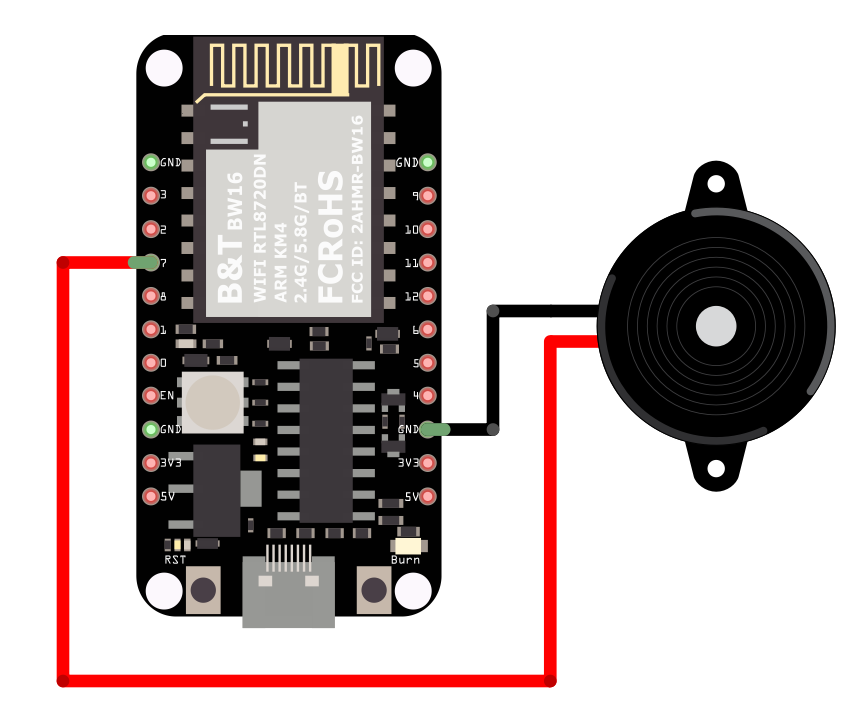 GND
3
2
7
8
1
0
EN
GND
3V3
5V
RST
B&T BW16
WIFI RTL8720DN
ARM KM4
2.4G/5.8G/BT
FCRoHS
FCC ID: 2AHMR-BW16
GND
9
10
11
12
6
5
4
GND
3V3
5V
Burn